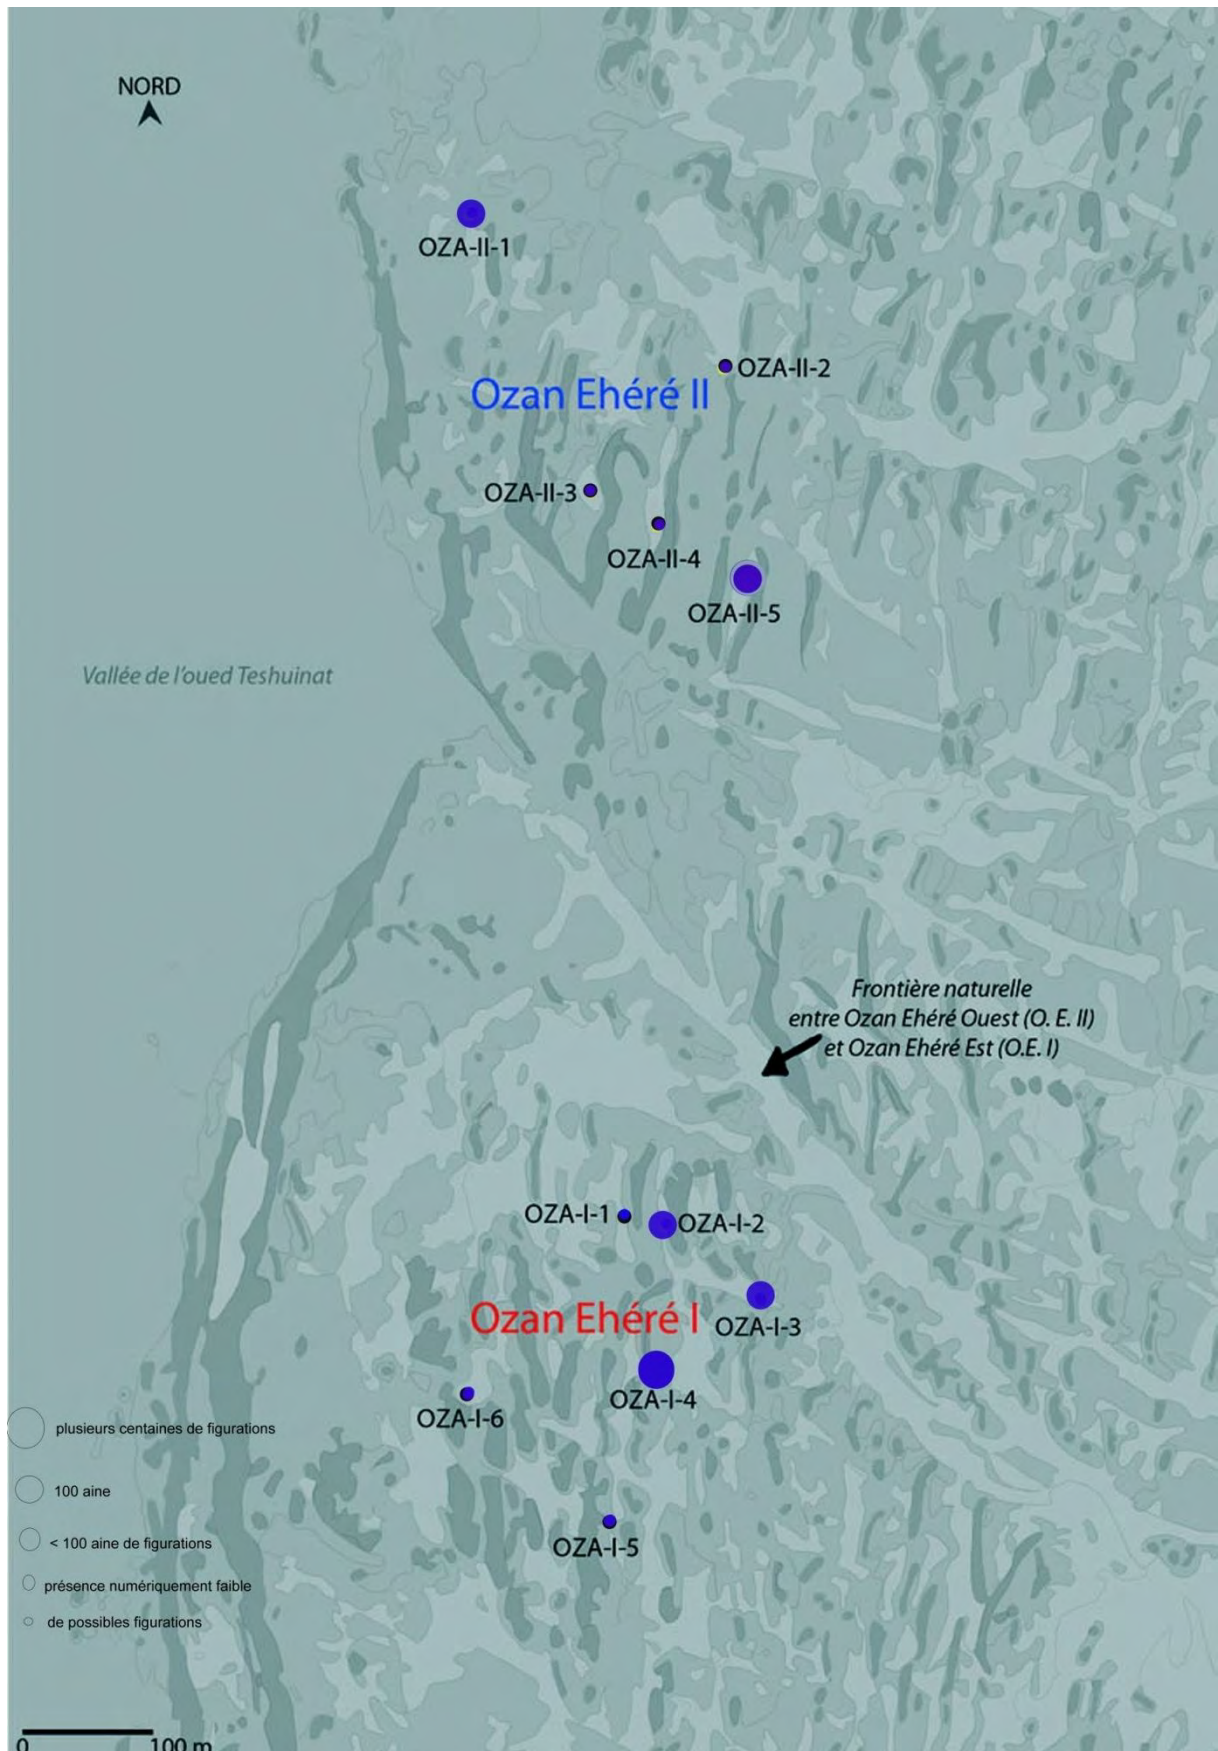 NORD
OZA-II-1
OZA-II-2
Ozan Ehéré II
OZA-II-3
OZA-II-4
OZA-II-5
Vallée de l'oued Teshuinat
Frontière naturelle
entre Ozan Ehéré Ouest (O. E. II)
et Ozan Ehéré Est (O.E. I)
OZA-I-1
OZA-I-2
Ozan Ehéré I
OZA-I-3
OZA-I-4
OZA-I-6
plusieurs centaines de figurations
100 aine
OZA-I-5
< 100 aine de figurations
présence numériquement faible
de possibles figurations
0 100 m